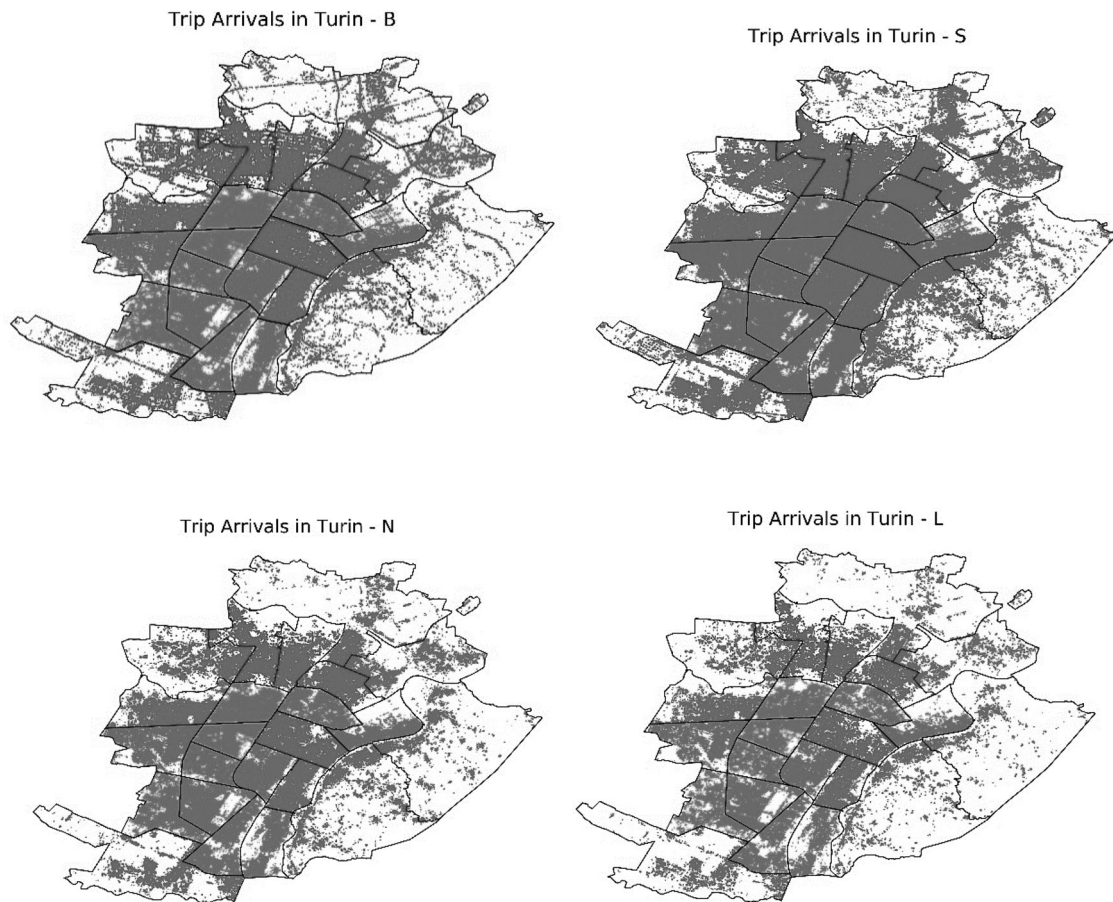 Trip Arrivals in Turin - B
Trip Arrivals in Turin - S
Trip Arrivals in Turin - N
Trip Arrivals in Turin - L